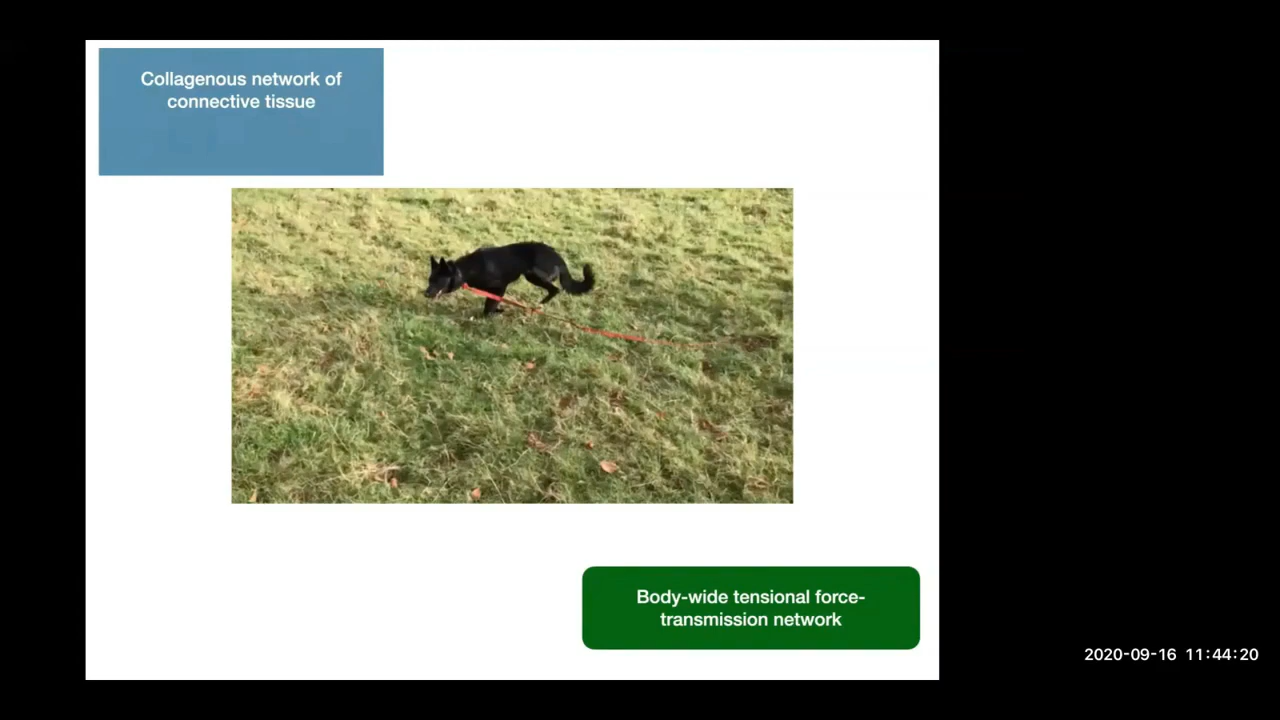 Collagenous network of
connective tissue
Body-wide tensional force-
transmission network
2020-09-16 11:44:20